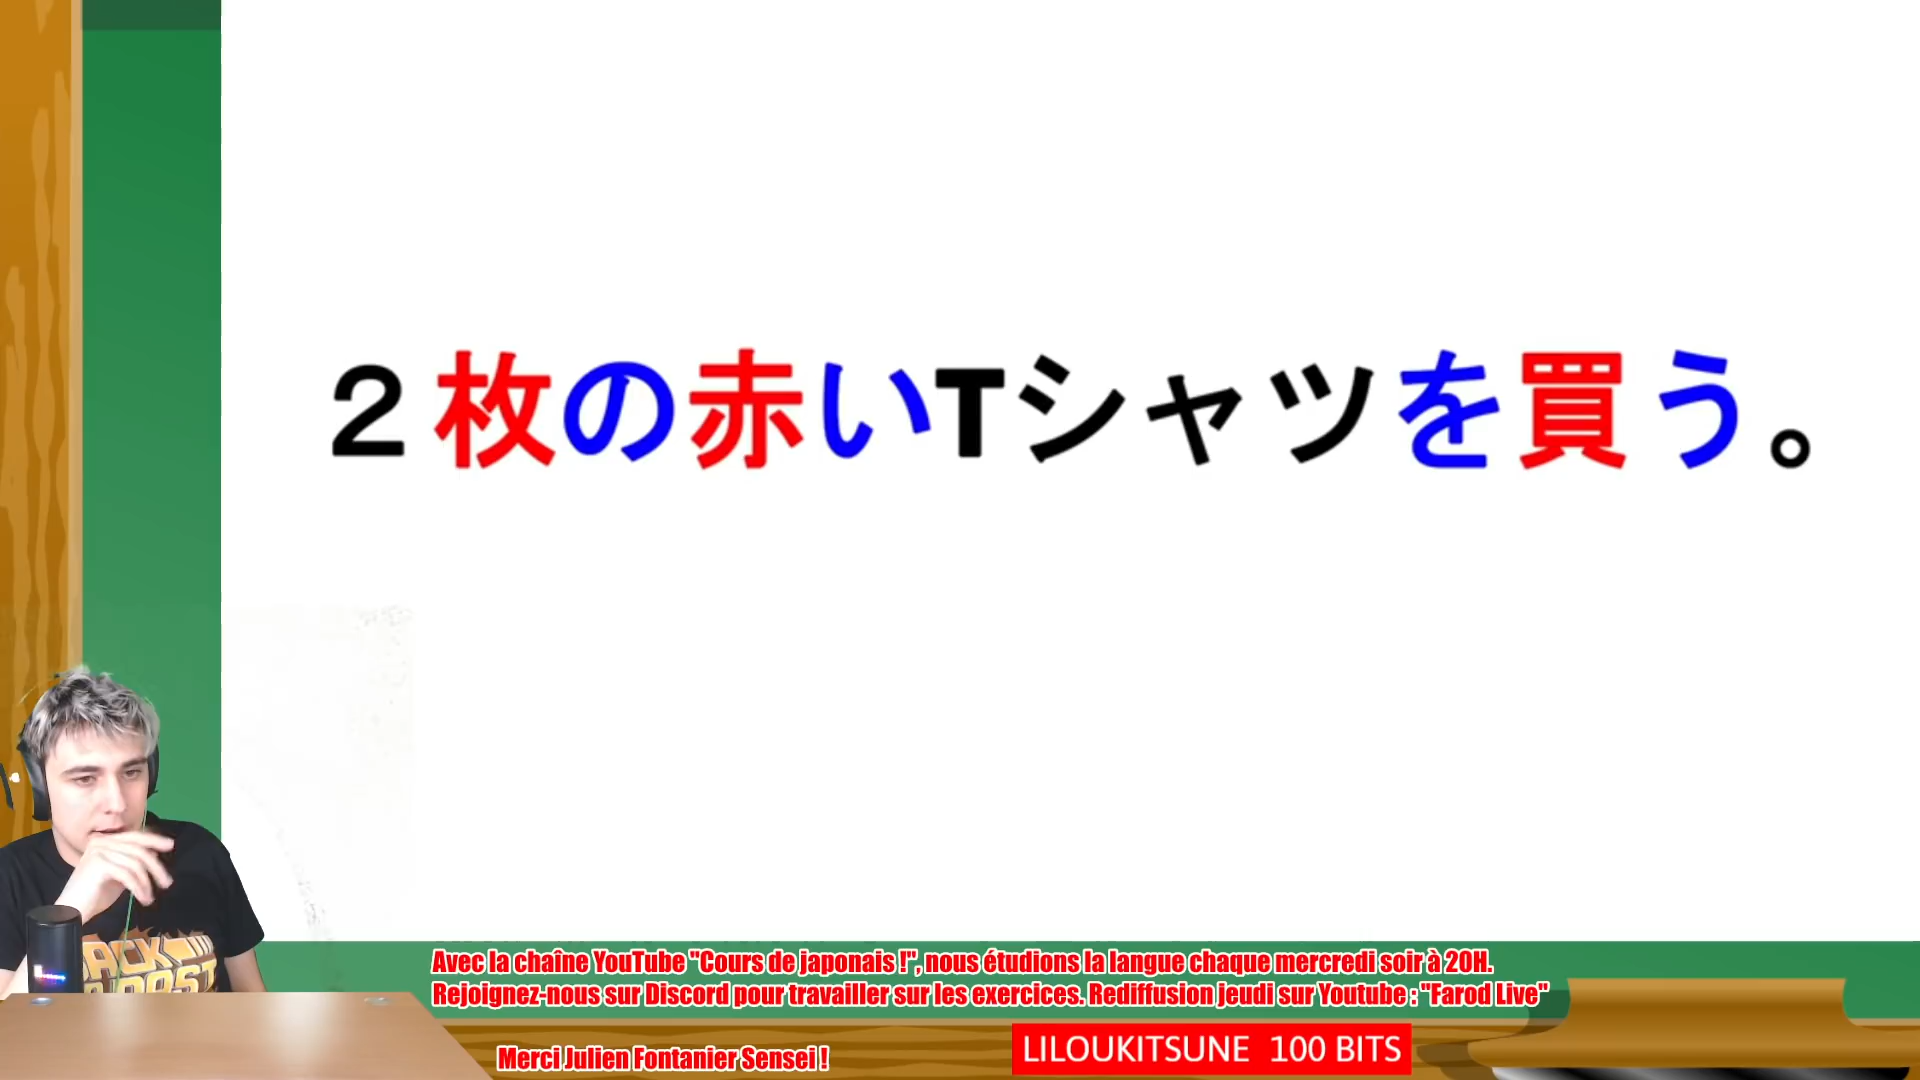 ２枚の赤いTシャツを買う。
Avec la chaîne YouTube "Cours de japonais !", nous étudions la langue chaque mercredi soir à 20H.
Rejoignez-nous sur Discord pour travailler sur les exercices. Rediffusion jeudi sur Youtube : "Farod Live"
Merci Julien Fontanier Sensei !
LILOUKITSUNE 100 BITS